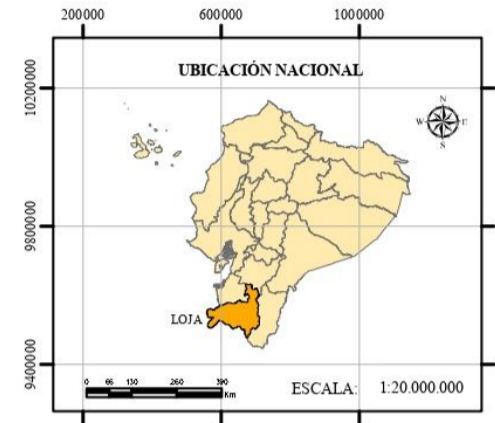 200000 600000 1000000
UBICACIÓN NACIONAL
N
W E
S
10200000
9800000
9400000
LOJA
0 65 130 260 390
Km
ESCALA: 1:20.000.000